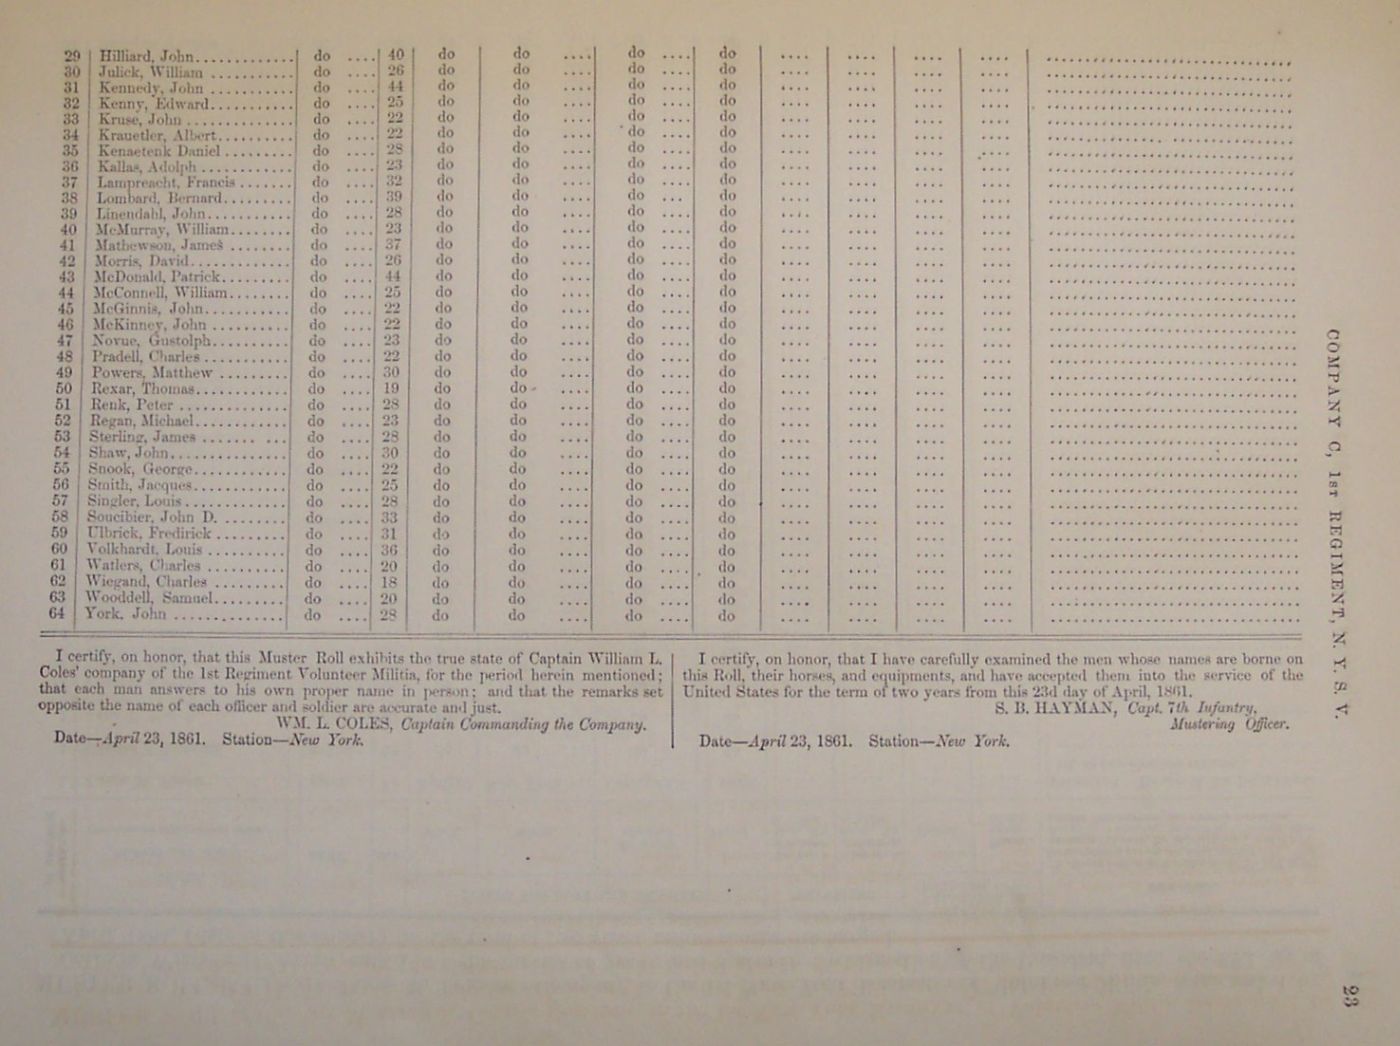 29 Hilliard, John............. do .... 40 do do .... do .... do .... .... .... ....
30 Julick, William ........... do .... 26 do do .... do .... do .... .... .... ....
31 Kennedy, John ........... do .... 44 do do .... do .... do .... .... .... ....
32 Kenny, Edward........... do .... 25 do do .... do .... do .... .... .... ....
33 Kruse, John .............. do .... 22 do do .... do .... do .... .... .... ....
34 Krauetler, Albert.......... do .... 22 do do .... do .... do .... .... .... ....
35 Kenaetenk Daniel ......... do .... 28 do do .... do .... do .... .... .... ....
36 Kallas, Adolph ............ do .... 23 do do .... do .... do .... .... .... ....
37 Lampreacht, Francis ....... do .... 32 do do .... do .... do .... .... .... ....
38 Lombard, Bernard......... do .... 39 do do .... do ... do .... .... .... ....
39 Linendahl, John........... do .... 28 do do .... do .... do .... .... .... ....
40 McMurray, William........ do .... 23 do do .... do .... do .... .... .... ....
41 Mathewson, James ........ do .... 37 do do .... do .... do .... .... .... ....
42 Morris, David............. do .... 26 do do .... do .... do .... .... .... ....
43 McDonald, Patrick......... do .... 44 do do .... do .... do .... .... .... ....
44 McConnell, William........ do .... 25 do do .... do .... do .... .... .... ....
45 McGinnis, John........... do .... 22 do do .... do .... do .... .... .... ....
46 McKinney, John .......... do .... 22 do do .... do .... do .... .... .... ....
47 Novue, Gustolph.......... do .... 23 do do .... do .... do .... .... .... ....
48 Pradell, Charles ........... do .... 22 do do .... do .... do .... .... .... ....
49 Powers, Matthew ......... do .... 30 do do .... do .... do .... .... .... ....
50 Rexar, Thomas............ do .... 19 do do .... do .... do .... .... .... ....
51 Renk, Peter .............. do .... 28 do do .... do .... do .... .... .... ....
52 Regan, Michael............ do .... 23 do do .... do .... do .... .... .... ....
53 Sterling, James ....... ... do .... 28 do do .... do .... do .... .... .... ....
54 Shaw, John............... do .... 30 do do .... do .... do .... .... .... ....
55 Snook, George............ do .... 22 do do .... do .... do .... .... .... ....
56 Smith, Jacques............ do .... 25 do do .... do .... do .... .... .... ....
57 Singler, Louis ............. do .... 28 do do .... do .... do .... .... .... ....
58 Soucibier, John D. ........ do .... 33 do do .... do .... do .... .... .... ....
59 Ulbrick, Fredirick ......... do .... 31 do do .... do .... do .... .... .... ....
60 Volkhardt, Louis .......... do .... 36 do do .... do .... do .... .... .... ....
61 Watlers, Charles .......... do .... 20 do do .... do .... do .... .... .... ....
62 Wiegand, Charles ......... do .... 18 do do .... do .... do .... .... .... ....
63 Wooddell, Samuel......... do .... 20 do do .... do .... do .... .... .... ....
64 York, John .............. do .... 28 do do .... do .... do .... .... .... ....
I certify, on honor, that this Muster Roll exhibits the true state of Captain William L.
Coles' company of the 1st Regiment Volunteer Militia, for the period herein mentioned;
that each man answers to his own proper name in person; and that the remarks set
opposite the name of each officer and soldier are accurate and just.
WM. L. COLES, Captain Commanding the Company.
Date—April 23, 1861. Station—New York.
I certify, on honor, that I have carefully examined the men whose names are borne on
this Roll, their horses, and equipments, and have accepted them into the service of the
United States for the term of two years from this 23d day of April, 1861.
S. B. HAYMAN, Capt. 7th Infantry,
Mustering Officer.
Date—April 23, 1861. Station—New York.
COMPANY C, 1ST REGIMENT, N. Y. S. V.
23